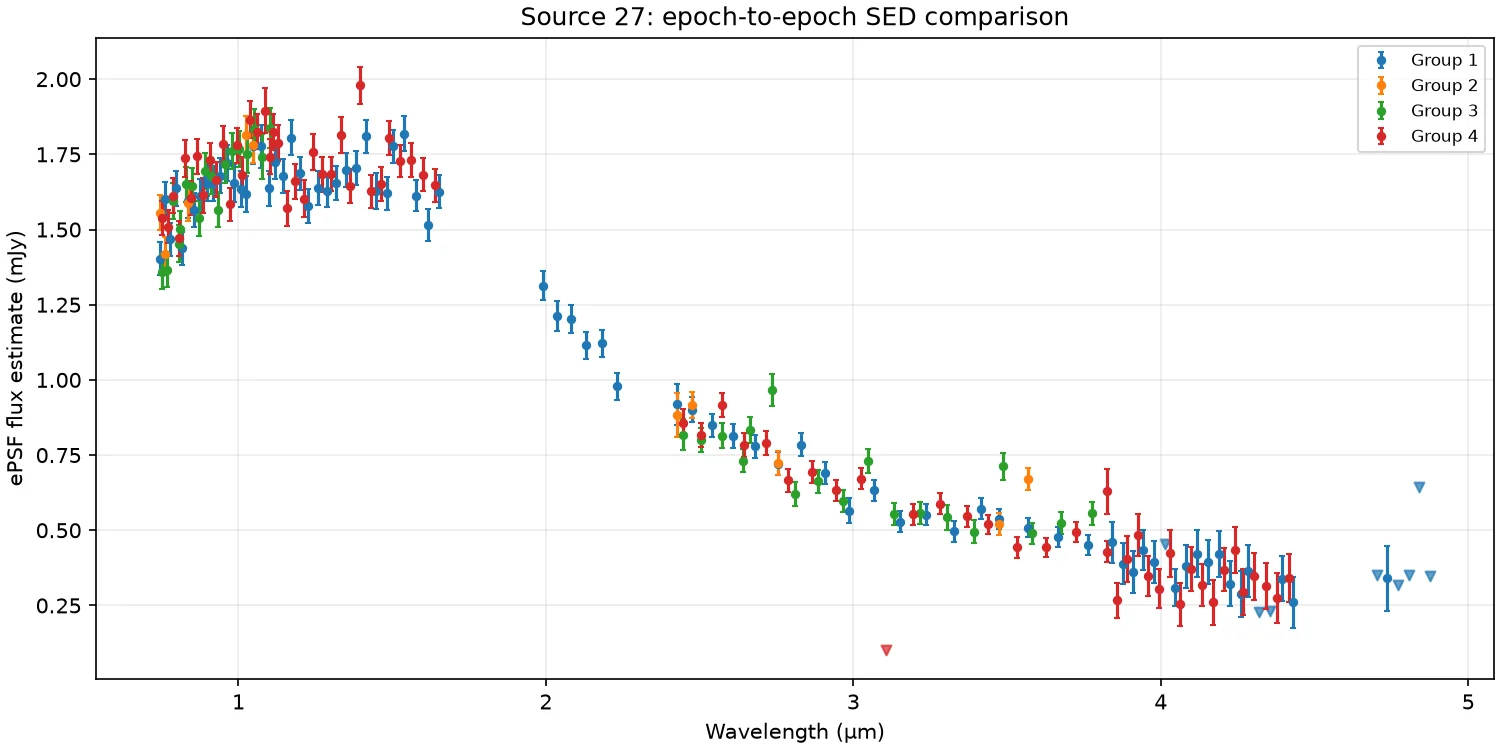 Source 27: epoch-to-epoch SED comparison
Group 1
Group 2
Group 3
Group 4
2.00
1.75
1.50
1.25
1.00
0.75
0.50
0.25
ePSF flux estimate (mJy)
1 2 3 4 5
Wavelength (µm)